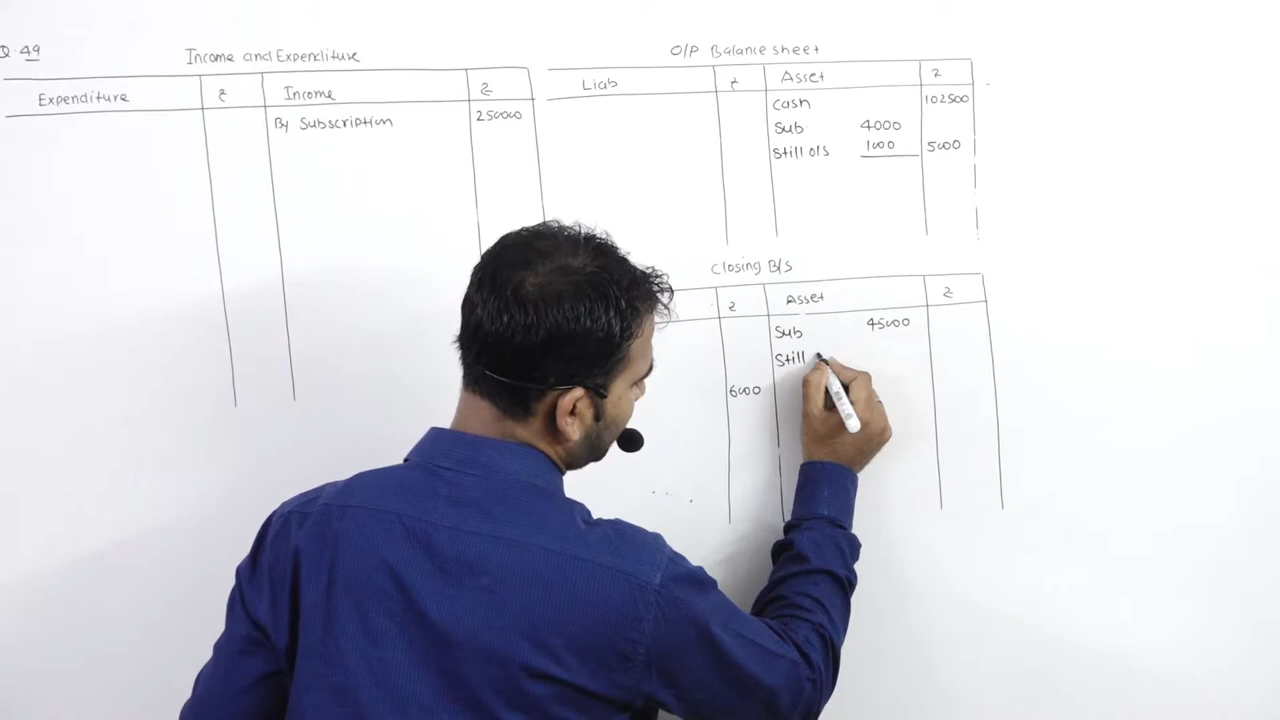 Q.49
Income and Expenditure
Expenditure ₹ Income ₹
By Subscription 250000
O/P Balance sheet
Liab ₹ Asset ₹
Cash 102500
Sub 4000
Still o/s 1000 5000
Closing B/S
₹ Asset ₹
Sub 45000
Still
6000